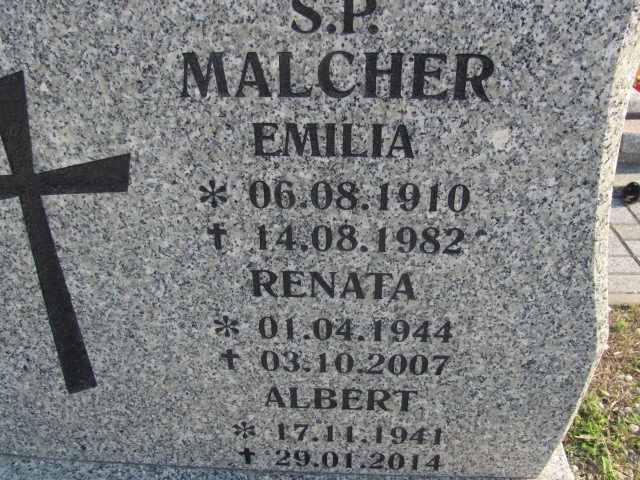 S.P.
MALCHER
EMILIA
* 06.08.1910
† 14.08.1982
RENATA
* 01.04.1944
† 03.10.2007
ALBERT
* 17.11.1941
† 29.01.2014